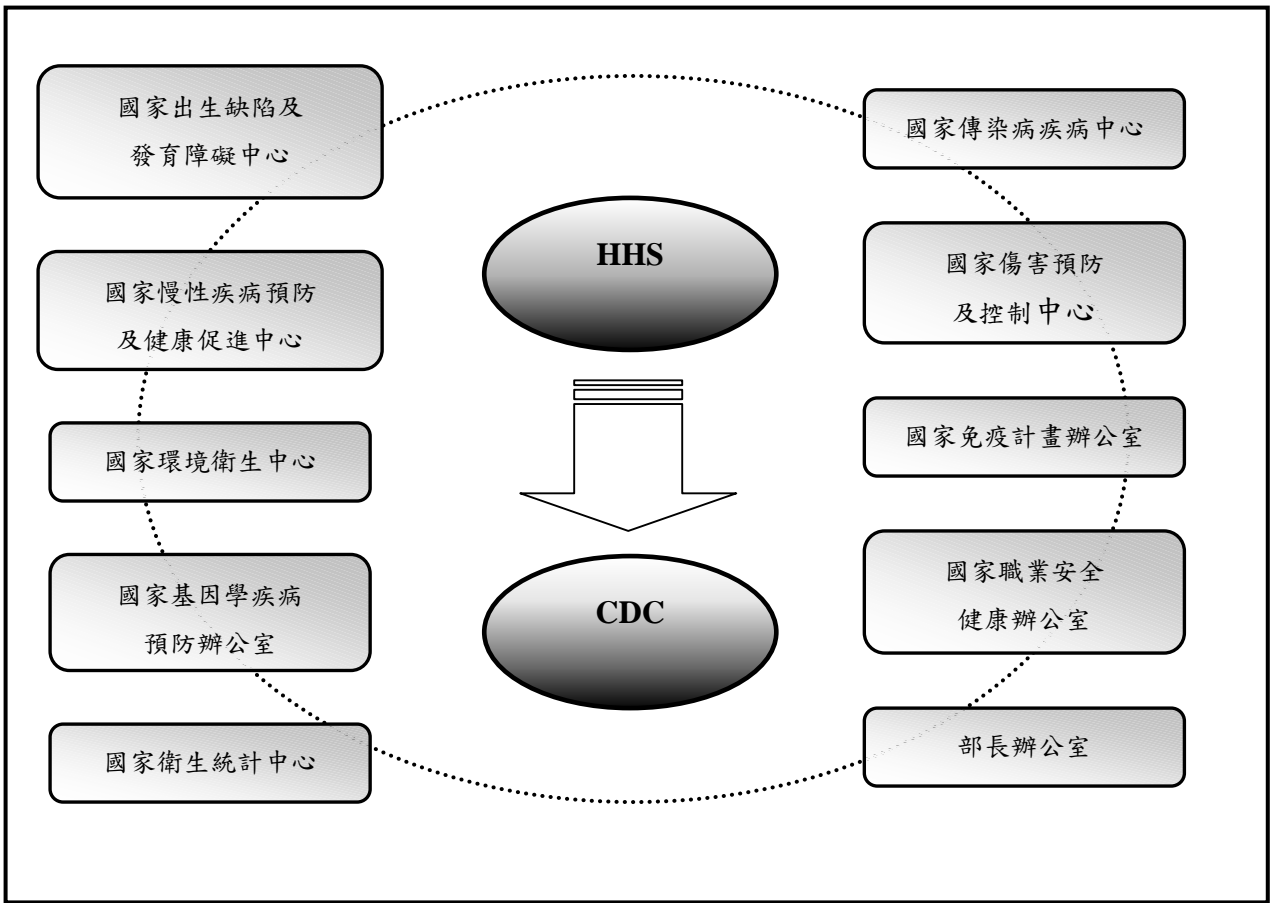 國家出生缺陷及
發育障礙中心
國家慢性疾病預防
及健康促進中心
國家環境衛生中心
國家基因學疾病
預防辦公室
國家衛生統計中心
HHS
CDC
國家傳染病疾病中心
國家傷害預防
及控制中心
國家免疫計畫辦公室
國家職業安全
健康辦公室
部長辦公室